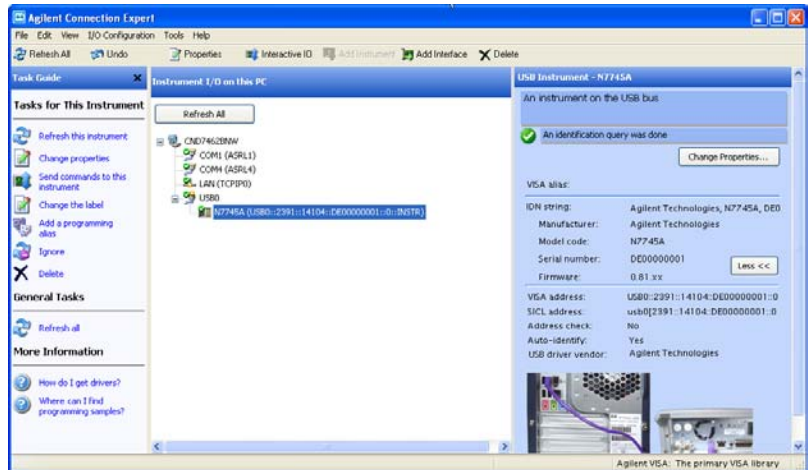 Agilent Connection Expert
File Edit View I/O Configuration Tools Help
Refresh All Undo Properties Interactive IO Add Instrument Add Interface Delete
Task Guide
Tasks for This Instrument
Refresh this instrument
Change properties
Send commands to this
instrument
Change the label
Add a programming
alias
Ignore
Delete
General Tasks
Refresh all
More Information
How do I get drivers?
Where can I find
programming samples?
Instrument I/O on this PC
Refresh All
CND7462BNW
COM1 (ASRL1)
COM4 (ASRL4)
LAN (TCPIP0)
USB0
N7745A (USB0::2391::14104::DE00000001::0::INSTR)
USB Instrument - N7745A
An instrument on the USB bus
An identification query was done
Change Properties...
VISA alias:
IDN string: Agilent Technologies, N7745A, DE0
Manufacturer: Agilent Technologies
Model code: N7745A
Serial number: DE00000001
Less <<
Firmware: 0.81.xx
VISA address: USB0::2391::14104::DE00000001::0
SICL address: usb0[2391::14104::DE00000001::0
Address check: No
Auto-identify: Yes
USB driver vendor: Agilent Technologies
Agilent VISA: The primary VISA library